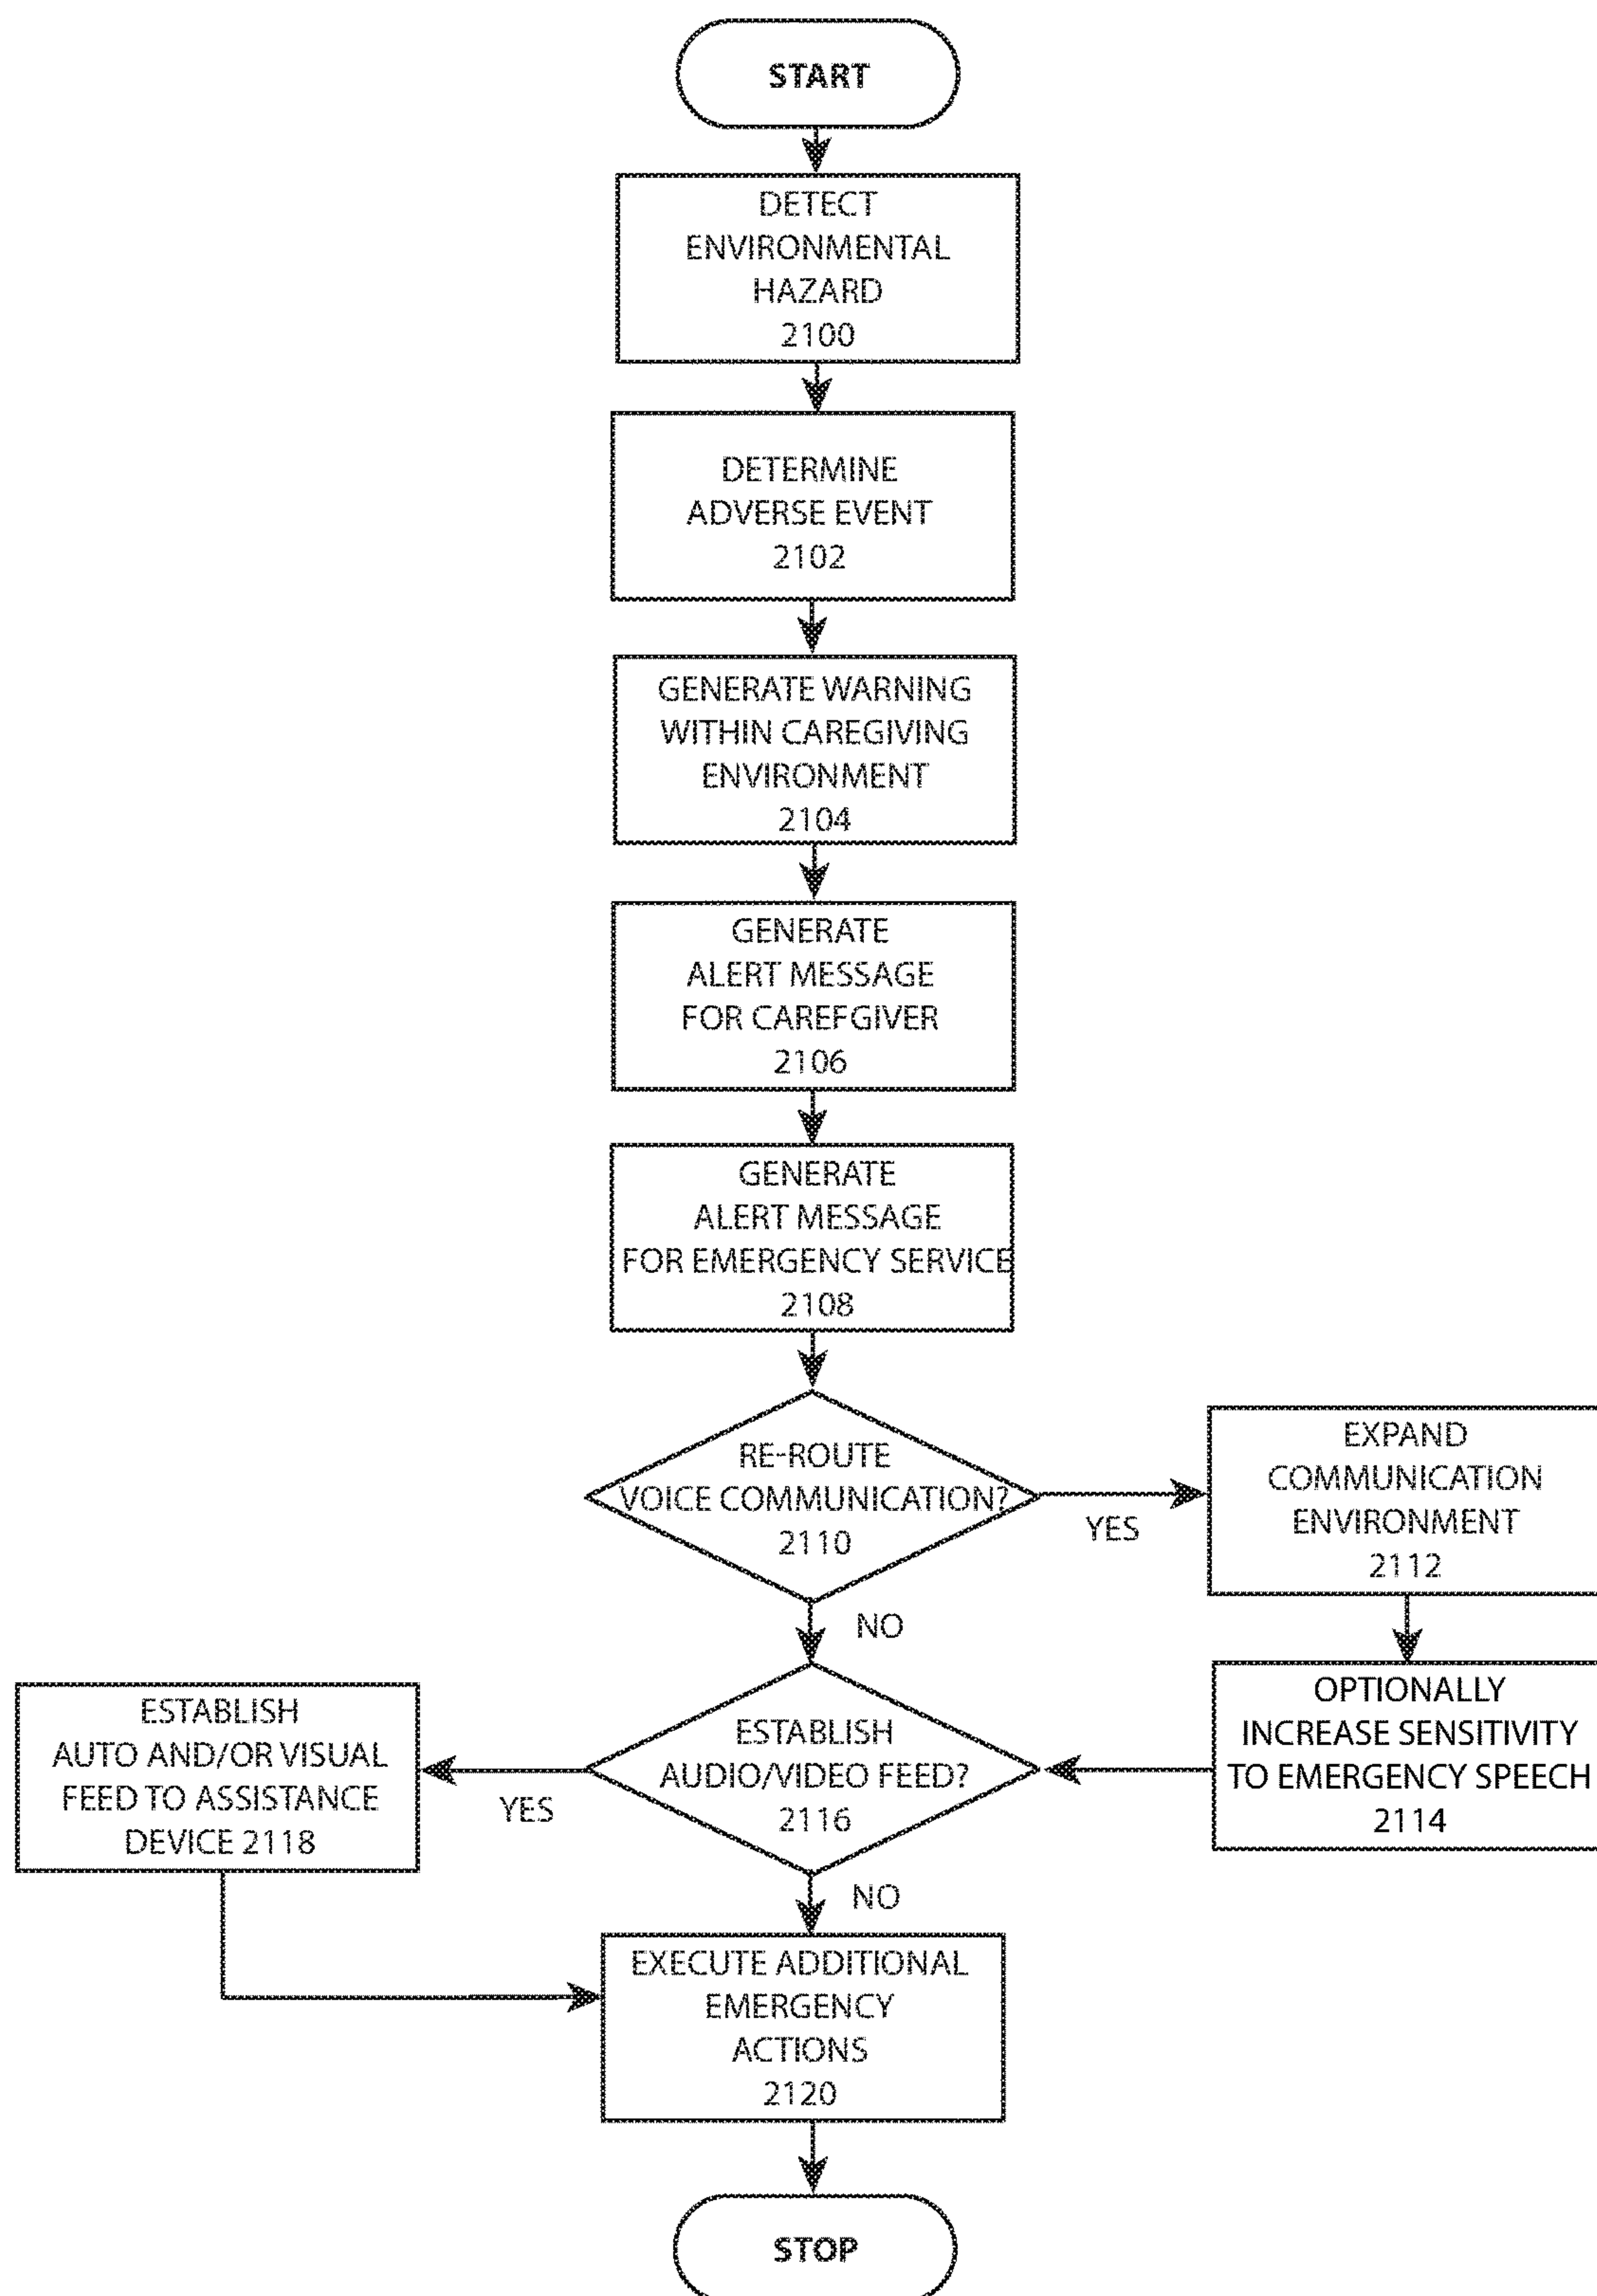 START
DETECT
ENVIRONMENTAL
HAZARD
2100
DETERMINE
ADVERSE EVENT
2102
GENERATE WARNING
WITHIN CAREGIVING
ENVIRONMENT
2104
GENERATE
ALERT MESSAGE
FOR CAREFGIVER
2106
GENERATE
ALERT MESSAGE
FOR EMERGENCY SERVICE
2108
RE-ROUTE
VOICE COMMUNICATION?
2110
YES
EXPAND
COMMUNICATION
ENVIRONMENT
2112
NO
OPTIONALLY
INCREASE SENSITIVITY
TO EMERGENCY SPEECH
2114
ESTABLISH
AUDIO/VIDEO FEED?
2116
YES
ESTABLISH
AUTO AND/OR VISUAL
FEED TO ASSISTANCE
DEVICE 2118
NO
EXECUTE ADDITIONAL
EMERGENCY
ACTIONS
2120
STOP